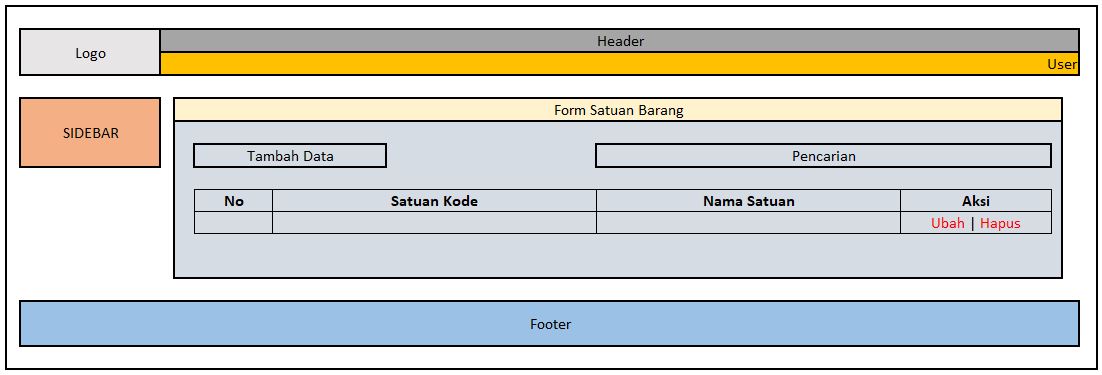 Logo
Header
User
SIDEBAR
Form Satuan Barang
Tambah Data
Pencarian
No Satuan Kode Nama Satuan Aksi
Ubah | Hapus
Footer